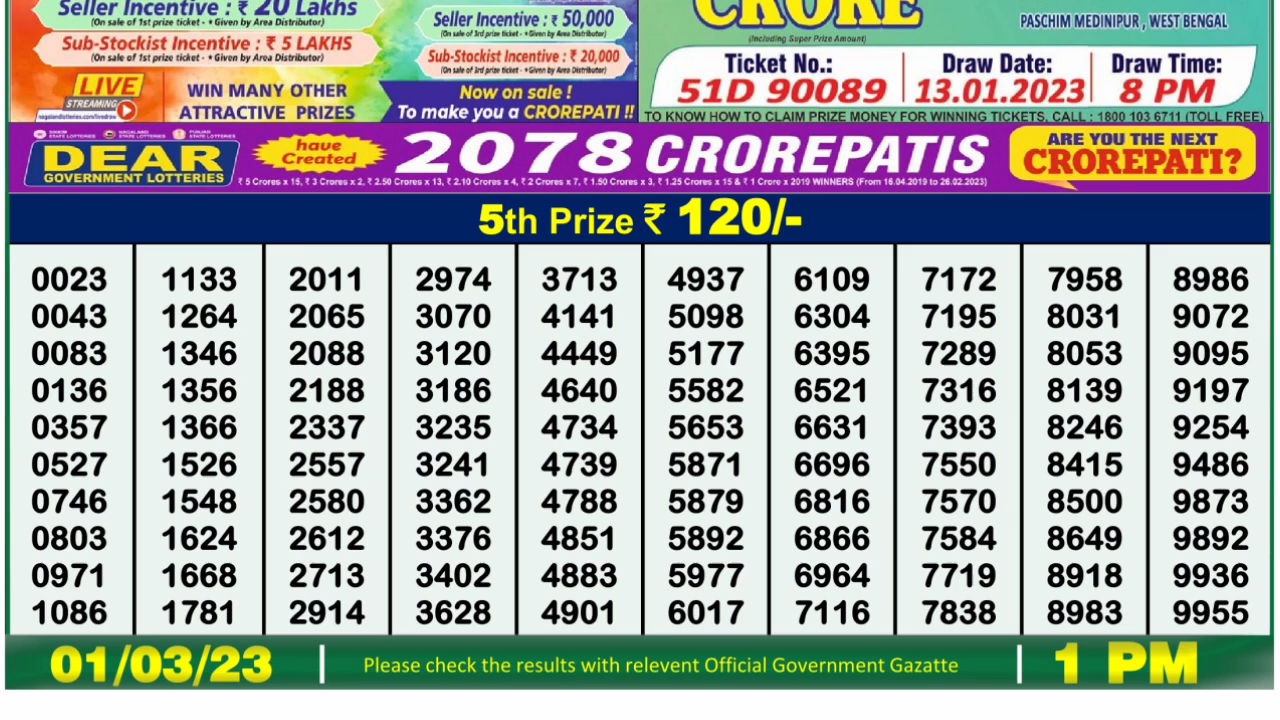 Seller Incentive : ₹ 20 Lakhs
(On sale of 1st prize ticket - • Given by Area Distributor)
Sub-Stockist Incentive : ₹ 5 LAKHS
(On sale of 1st prize ticket - • Given by Area Distributor)
Seller Incentive : ₹ 50,000
(On sale of 3rd prize ticket - •Given by Area Distributor)
Sub-Stockist Incentive : ₹ 20,000
(On sale of 3rd prize ticket - •Given by Area Distributor)
LIVE
STREAMING
nagalandlotteries.com/livedraw
WIN MANY OTHER
ATTRACTIVE PRIZES
Now on sale !
To make you a CROREPATI !!
CRORE
(Including Super Prize Amount)
PASCHIM MEDINIPUR , WEST BENGAL
Ticket No.: Draw Date: Draw Time:
51D 90089 13.01.2023 8 PM
TO KNOW HOW TO CLAIM PRIZE MONEY FOR WINNING TICKETS, CALL : 1800 103 6711 (TOLL FREE)
SIKKIM STATE LOTTERIES NAGALAND STATE LOTTERIES PUNJAB STATE LOTTERIES
DEAR
GOVERNMENT LOTTERIES
have
Created
2078 CROREPATIS
₹ 5 Crores x 15, ₹ 3 Crores x 2, ₹ 2.50 Crores x 13, ₹ 2.10 Crores x 4, ₹ 2 Crores x 7, ₹ 1.50 Crores x 3, ₹ 1.25 Crores x 15 & ₹ 1 Crore x 2019 WINNERS (From 16.04.2019 to 26.02.2023)
ARE YOU THE NEXT
CROREPATI?
5th Prize ₹ 120/-
0023 1133 2011 2974 3713 4937 6109 7172 7958 8986
0043 1264 2065 3070 4141 5098 6304 7195 8031 9072
0083 1346 2088 3120 4449 5177 6395 7289 8053 9095
0136 1356 2188 3186 4640 5582 6521 7316 8139 9197
0357 1366 2337 3235 4734 5653 6631 7393 8246 9254
0527 1526 2557 3241 4739 5871 6696 7550 8415 9486
0746 1548 2580 3362 4788 5879 6816 7570 8500 9873
0803 1624 2612 3376 4851 5892 6866 7584 8649 9892
0971 1668 2713 3402 4883 5977 6964 7719 8918 9936
1086 1781 2914 3628 4901 6017 7116 7838 8983 9955
01/03/23 | Please check the results with relevent Official Government Gazatte | 1 PM